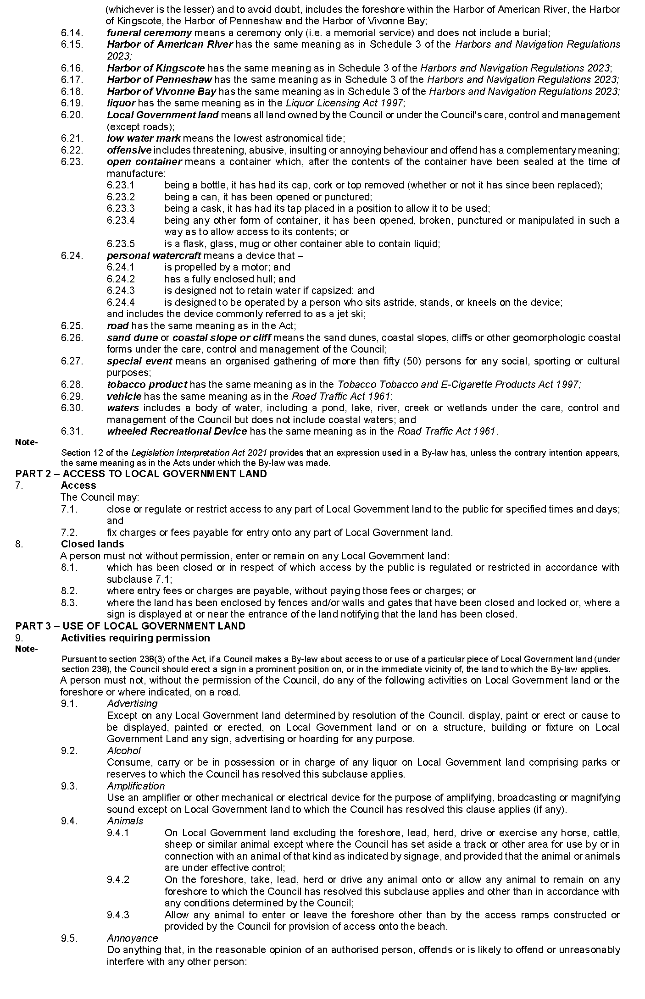 (whichever is the lesser) and to avoid doubt, includes the foreshore within the Harbor of American River, the Harbor
of Kingscote, the Harbor of Penneshaw and the Harbor of Vivonne Bay;
6.14. funeral ceremony means a ceremony only (i.e. a memorial service) and does not include a burial;
6.15. Harbor of American River has the same meaning as in Schedule 3 of the Harbors and Navigation Regulations
2023;
6.16. Harbor of Kingscote has the same meaning as in Schedule 3 of the Harbors and Navigation Regulations 2023;
6.17. Harbor of Penneshaw has the same meaning as in Schedule 3 of the Harbors and Navigation Regulations 2023;
6.18. Harbor of Vivonne Bay has the same meaning as in Schedule 3 of the Harbors and Navigation Regulations 2023;
6.19. liquor has the same meaning as in the Liquor Licensing Act 1997;
6.20. Local Government land means all land owned by the Council or under the Council's care, control and management
(except roads);
6.21. low water mark means the lowest astronomical tide;
6.22. offensive includes threatening, abusive, insulting or annoying behaviour and offend has a complementary meaning;
6.23. open container means a container which, after the contents of the container have been sealed at the time of
manufacture:
6.23.1 being a bottle, it has had its cap, cork or top removed (whether or not it has since been replaced);
6.23.2 being a can, it has been opened or punctured;
6.23.3 being a cask, it has had its tap placed in a position to allow it to be used;
6.23.4 being any other form of container, it has been opened, broken, punctured or manipulated in such a
way as to allow access to its contents; or
6.23.5 is a flask, glass, mug or other container able to contain liquid;
6.24. personal watercraft means a device that –
6.24.1 is propelled by a motor; and
6.24.2 has a fully enclosed hull; and
6.24.3 is designed not to retain water if capsized; and
6.24.4 is designed to be operated by a person who sits astride, stands, or kneels on the device;
and includes the device commonly referred to as a jet ski;
6.25. road has the same meaning as in the Act;
6.26. sand dune or coastal slope or cliff means the sand dunes, coastal slopes, cliffs or other geomorphologic coastal
forms under the care, control and management of the Council;
6.27. special event means an organised gathering of more than fifty (50) persons for any social, sporting or cultural
purposes;
6.28. tobacco product has the same meaning as in the Tobacco Tobacco and E-Cigarette Products Act 1997;
6.29. vehicle has the same meaning as in the Road Traffic Act 1961;
6.30. waters includes a body of water, including a pond, lake, river, creek or wetlands under the care, control and
management of the Council but does not include coastal waters; and
6.31. wheeled Recreational Device has the same meaning as in the Road Traffic Act 1961.
Note-
Section 12 of the Legislation Interpretation Act 2021 provides that an expression used in a By-law has, unless the contrary intention appears,
the same meaning as in the Acts under which the By-law was made.
PART 2 – ACCESS TO LOCAL GOVERNMENT LAND
7. Access
The Council may:
7.1. close or regulate or restrict access to any part of Local Government land to the public for specified times and days;
and
7.2. fix charges or fees payable for entry onto any part of Local Government land.
8. Closed lands
A person must not without permission, enter or remain on any Local Government land:
8.1. which has been closed or in respect of which access by the public is regulated or restricted in accordance with
subclause 7.1;
8.2. where entry fees or charges are payable, without paying those fees or charges; or
8.3. where the land has been enclosed by fences and/or walls and gates that have been closed and locked or, where a
sign is displayed at or near the entrance of the land notifying that the land has been closed.
PART 3 – USE OF LOCAL GOVERNMENT LAND
9. Activities requiring permission
Note-
Pursuant to section 238(3) of the Act, if a Council makes a By-law about access to or use of a particular piece of Local Government land (under
section 238), the Council should erect a sign in a prominent position on, or in the immediate vicinity of, the land to which the By-law applies.
A person must not, without the permission of the Council, do any of the following activities on Local Government land or the
foreshore or where indicated, on a road.
9.1. Advertising
Except on any Local Government land determined by resolution of the Council, display, paint or erect or cause to
be displayed, painted or erected, on Local Government land or on a structure, building or fixture on Local
Government Land any sign, advertising or hoarding for any purpose.
9.2. Alcohol
Consume, carry or be in possession or in charge of any liquor on Local Government land comprising parks or
reserves to which the Council has resolved this subclause applies.
9.3. Amplification
Use an amplifier or other mechanical or electrical device for the purpose of amplifying, broadcasting or magnifying
sound except on Local Government land to which the Council has resolved this clause applies (if any).
9.4. Animals
9.4.1 On Local Government land excluding the foreshore, lead, herd, drive or exercise any horse, cattle,
sheep or similar animal except where the Council has set aside a track or other area for use by or in
connection with an animal of that kind as indicated by signage, and provided that the animal or animals
are under effective control;
9.4.2 On the foreshore, take, lead, herd or drive any animal onto or allow any animal to remain on any
foreshore to which the Council has resolved this subclause applies and other than in accordance with
any conditions determined by the Council;
9.4.3 Allow any animal to enter or leave the foreshore other than by the access ramps constructed or
provided by the Council for provision of access onto the beach.
9.5. Annoyance
Do anything that, in the reasonable opinion of an authorised person, offends or is likely to offend or unreasonably
interfere with any other person: